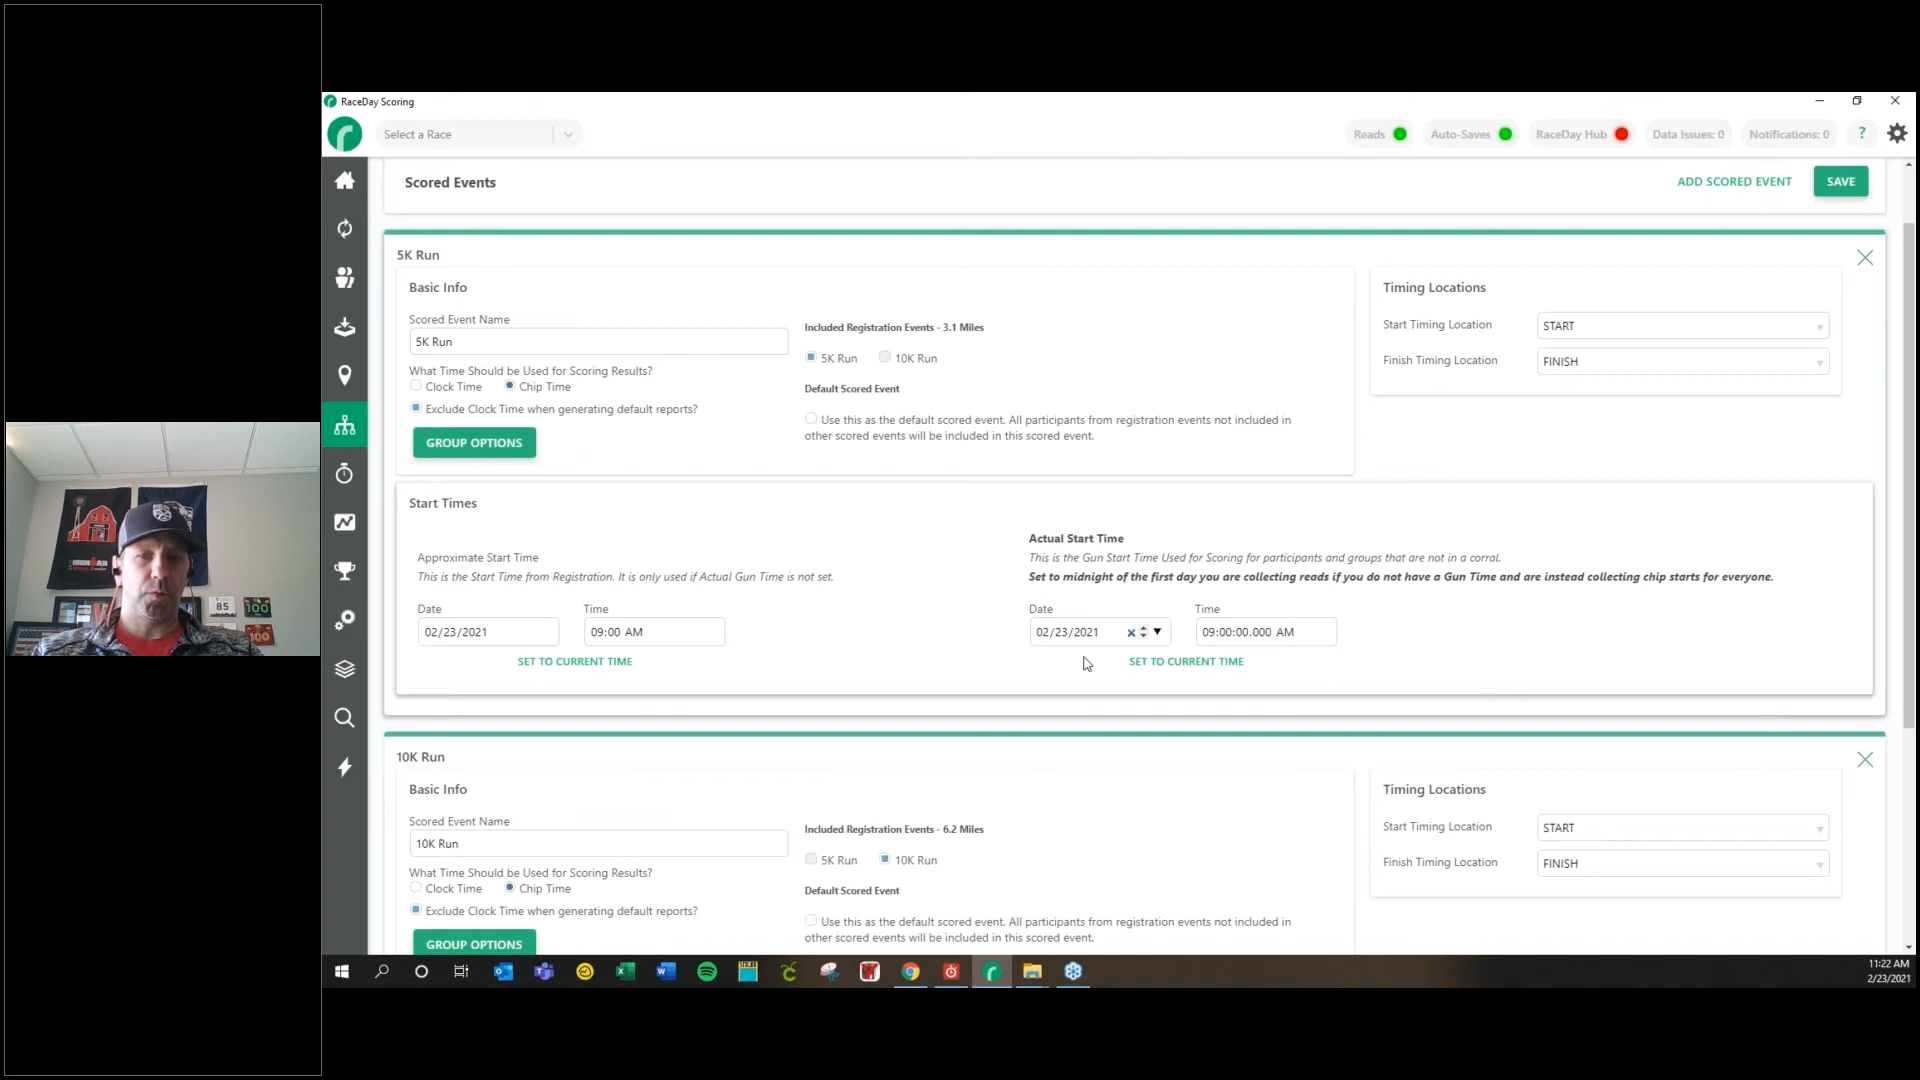 RaceDay Scoring
Select a Race
Reads
Auto-Saves
RaceDay Hub
Data Issues: 0
Notifications: 0
?
Scored Events
ADD SCORED EVENT
SAVE
5K Run
Basic Info
Scored Event Name
5K Run
What Time Should be Used for Scoring Results?
Clock Time
Chip Time
Exclude Clock Time when generating default reports?
GROUP OPTIONS
Included Registration Events - 3.1 Miles
5K Run
10K Run
Default Scored Event
Use this as the default scored event. All participants from registration events not included in
other scored events will be included in this scored event.
Timing Locations
Start Timing Location
START
Finish Timing Location
FINISH
Start Times
Approximate Start Time
This is the Start Time from Registration. It is only used if Actual Gun Time is not set.
Date
Time
02/23/2021
09:00 AM
SET TO CURRENT TIME
Actual Start Time
This is the Gun Start Time Used for Scoring for participants and groups that are not in a corral.
Set to midnight of the first day you are collecting reads if you do not have a Gun Time and are instead collecting chip starts for everyone.
Date
Time
02/23/2021
09:00:00.000 AM
SET TO CURRENT TIME
10K Run
Basic Info
Scored Event Name
10K Run
What Time Should be Used for Scoring Results?
Clock Time
Chip Time
Exclude Clock Time when generating default reports?
GROUP OPTIONS
Included Registration Events - 6.2 Miles
5K Run
10K Run
Default Scored Event
Use this as the default scored event. All participants from registration events not included in
other scored events will be included in this scored event.
Timing Locations
Start Timing Location
START
Finish Timing Location
FINISH
11:22 AM
2/23/2021
IRONMAN
85
100
100